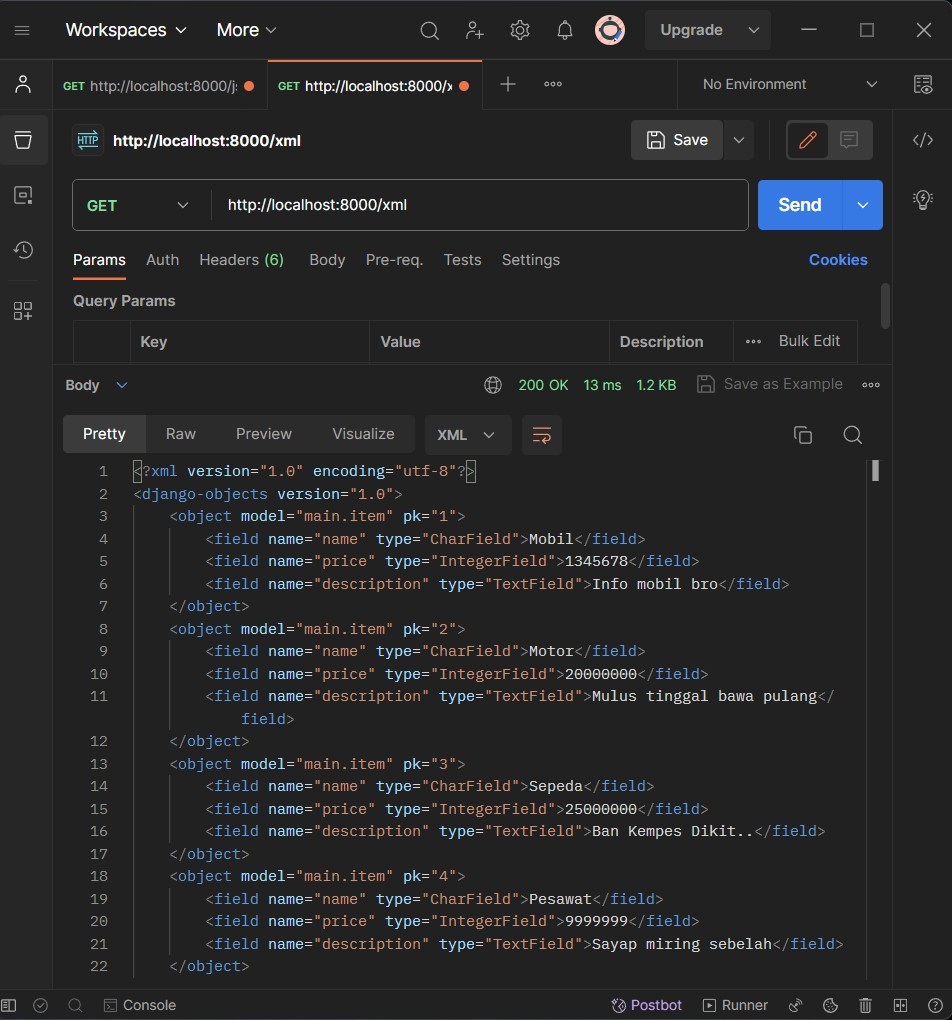 Workspaces More Upgrade
GET http://localhost:8000/j GET http://localhost:8000/x No Environment
HTTP http://localhost:8000/xml Save
GET http://localhost:8000/xml Send
Params Auth Headers (6) Body Pre-req. Tests Settings Cookies
Query Params
Key Value Description Bulk Edit
Body 200 OK 13 ms 1.2 KB Save as Example
Pretty Raw Preview Visualize XML
1 <?xml version="1.0" encoding="utf-8"?>
2 <django-objects version="1.0">
3 <object model="main.item" pk="1">
4 <field name="name" type="CharField">Mobil</field>
5 <field name="price" type="IntegerField">1345678</field>
6 <field name="description" type="TextField">Info mobil bro</field>
7 </object>
8 <object model="main.item" pk="2">
9 <field name="name" type="CharField">Motor</field>
10 <field name="price" type="IntegerField">20000000</field>
11 <field name="description" type="TextField">Mulus tinggal bawa pulang</
field>
12 </object>
13 <object model="main.item" pk="3">
14 <field name="name" type="CharField">Sepeda</field>
15 <field name="price" type="IntegerField">25000000</field>
16 <field name="description" type="TextField">Ban Kempes Dikit..</field>
17 </object>
18 <object model="main.item" pk="4">
19 <field name="name" type="CharField">Pesawat</field>
20 <field name="price" type="IntegerField">9999999</field>
21 <field name="description" type="TextField">Sayap miring sebelah</field>
22 </object>
Console Postbot Runner